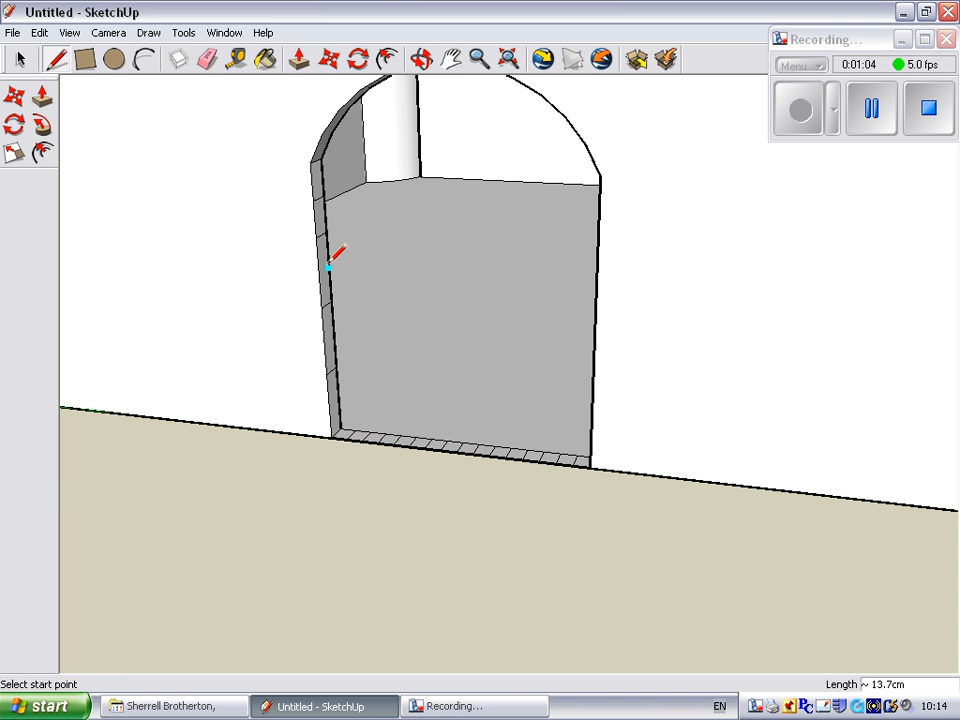 Untitled - SketchUp
File Edit View Camera Draw Tools Window Help
Recording...
Menu
0:01:04 5.0 fps
Select start point
Length ~ 13.7cm
start
Sherrell Brotherton,
Untitled - SketchUp
Recording...
EN
10:14